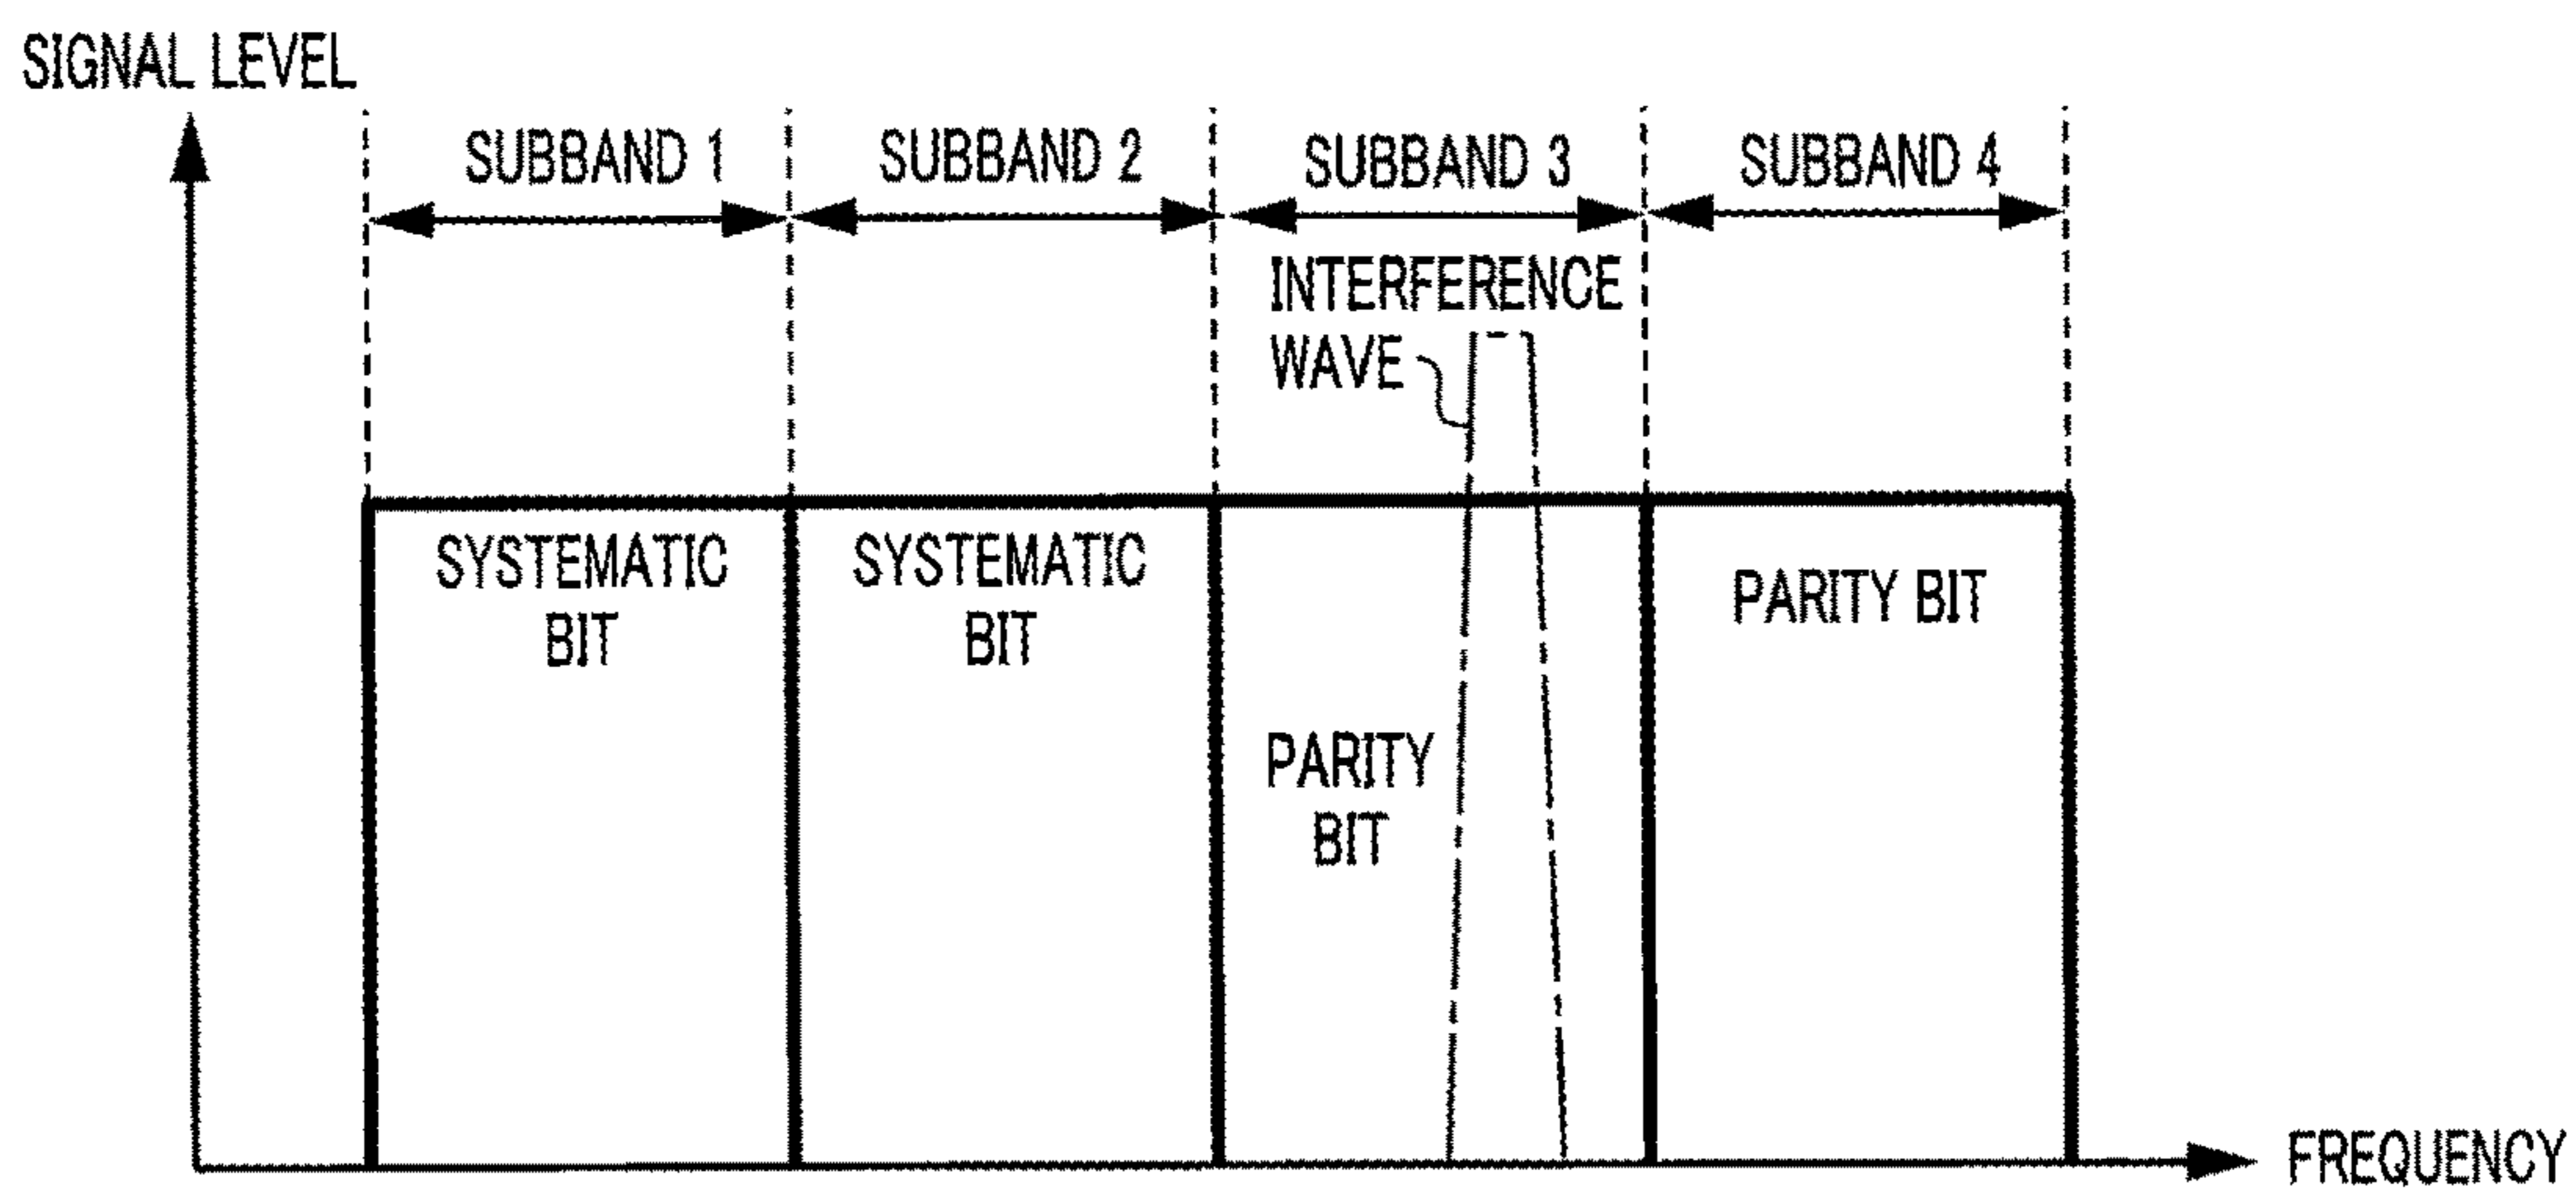 SIGNAL LEVEL
SUBBAND 1
SUBBAND 2
SUBBAND 3
SUBBAND 4
INTERFERENCE
WAVE
SYSTEMATIC
BIT
SYSTEMATIC
BIT
PARITY
BIT
PARITY BIT
FREQUENCY